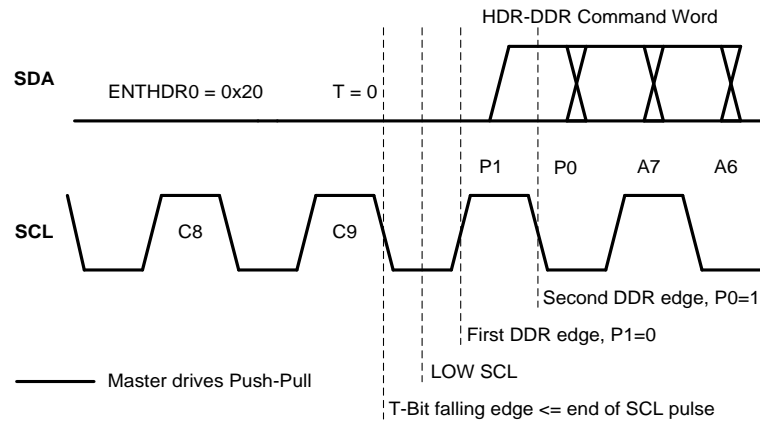 HDR-DDR Command Word
SDA
ENTHDR0 = 0x20
T = 0
P1
P0
A7
A6
SCL
C8
C9
Second DDR edge, P0=1
First DDR edge, P1=0
LOW SCL
Master drives Push-Pull
T-Bit falling edge <= end of SCL pulse